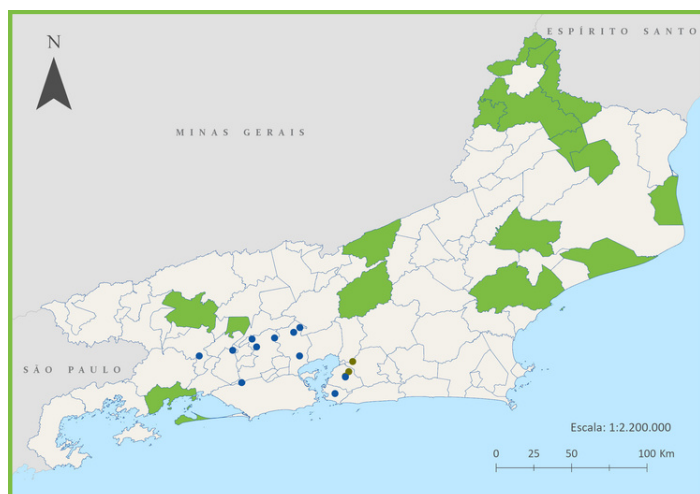 ESPÍRITO SANTO
N
MINAS GERAIS
SÃO PAULO
Escala: 1:2.200.000
0 25 50 100 Km